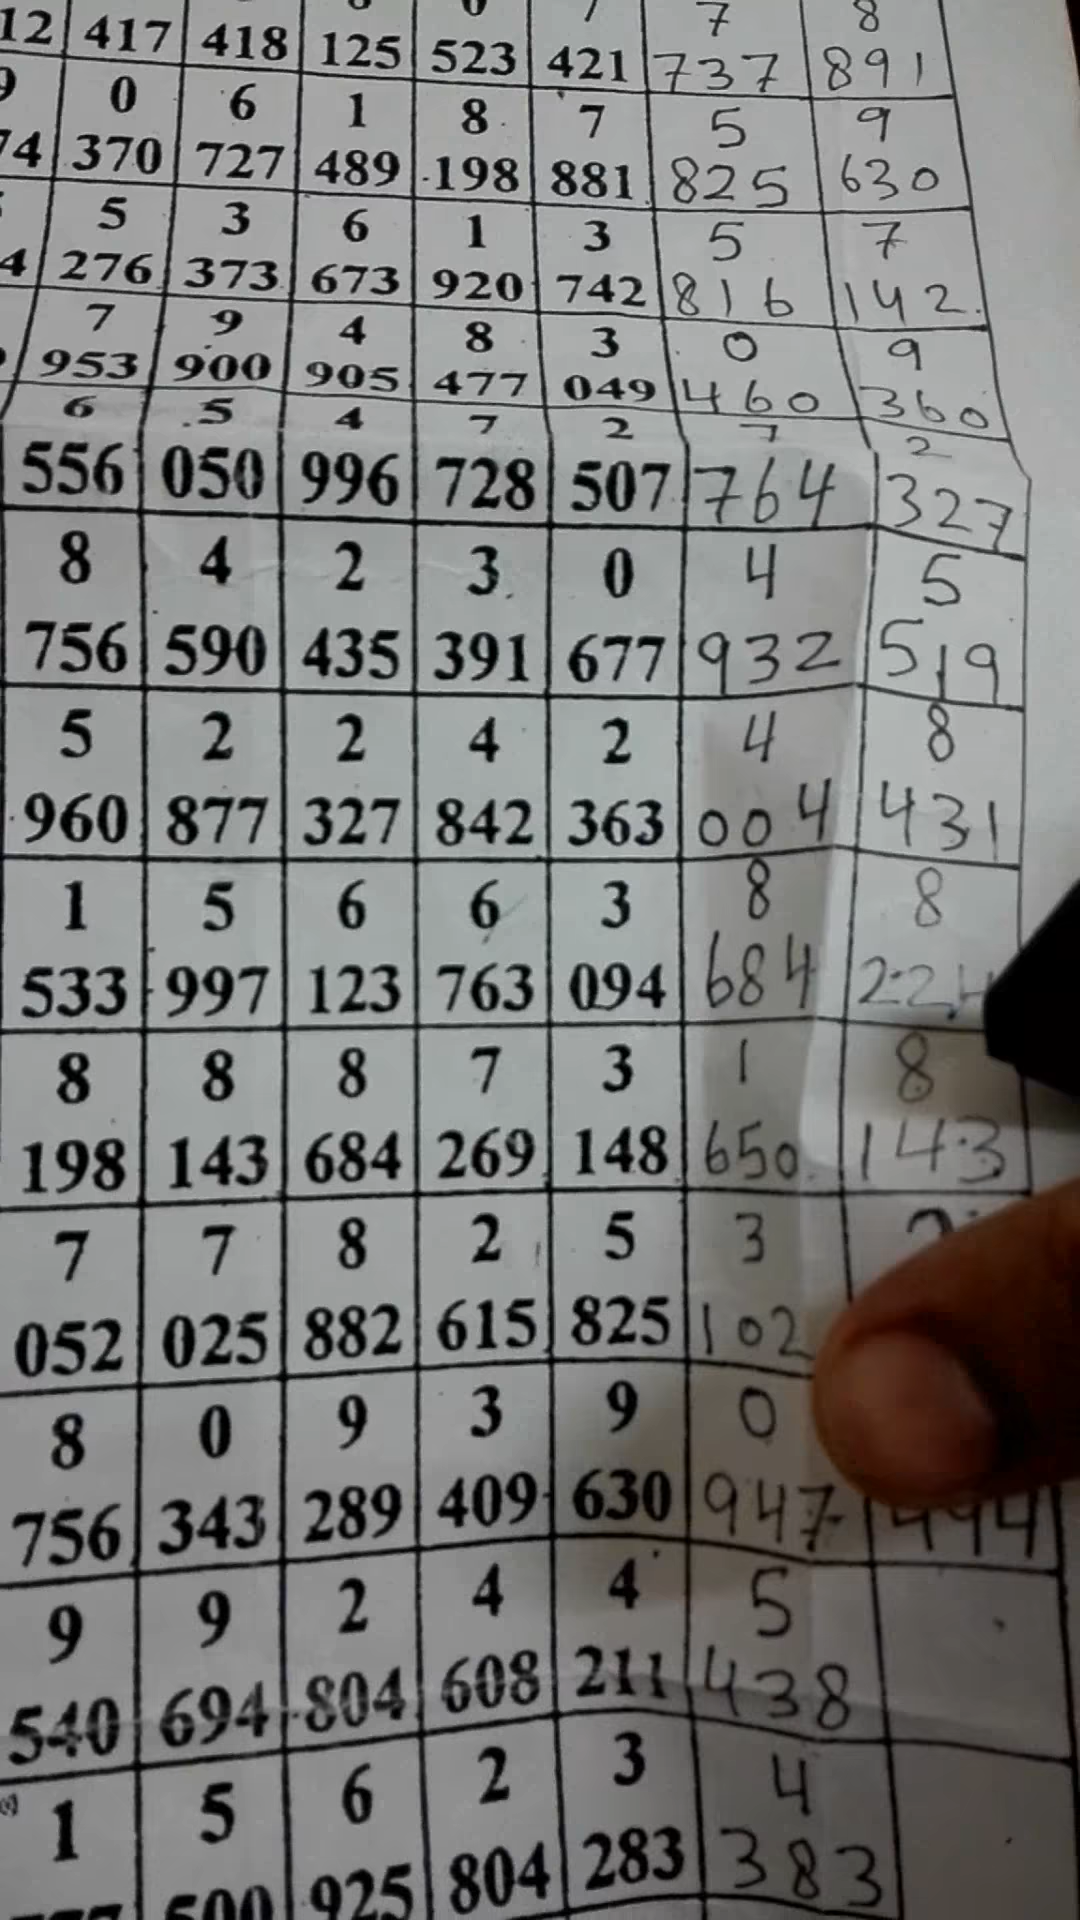 7 8
12 417 418 125 523 421 737 891
9 0 6 1 8 7 5 9
74 370 727 489 198 881 825 630
5 3 6 1 3 5 7
4 276 373 673 920 742 816 142
7 9 4 8 3 0 9
953 900 905 477 049 460 360
6 5 4 7 2 7 2
556 050 996 728 507 764 327
8 4 2 3 0 4 5
756 590 435 391 677 932 519
5 2 2 4 2 4 8
960 877 327 842 363 004 431
1 5 6 6 3 8 8
533 997 123 763 094 684 224
8 8 8 7 3 1 8
198 143 684 269 148 650 143
7 7 8 2 5 3
052 025 882 615 825 102
8 0 9 3 9 0
756 343 289 409 630 947
9 9 2 4 4 5
540 694 804 608 211 438
1 5 6 2 3 4
500 925 804 283 383